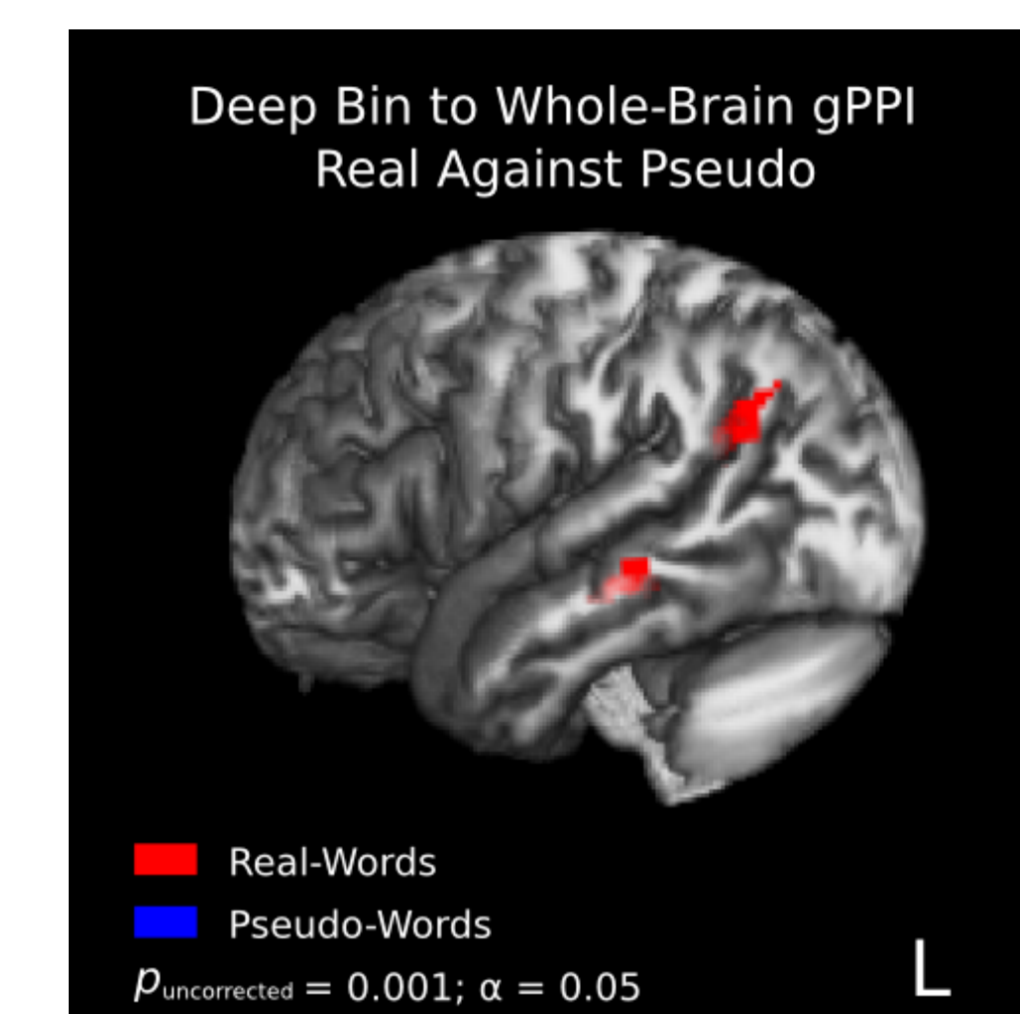 Deep Bin to Whole-Brain gPPI
Real Against Pseudo
Real-Words
Pseudo-Words
puncorrected = 0.001; α = 0.05
L